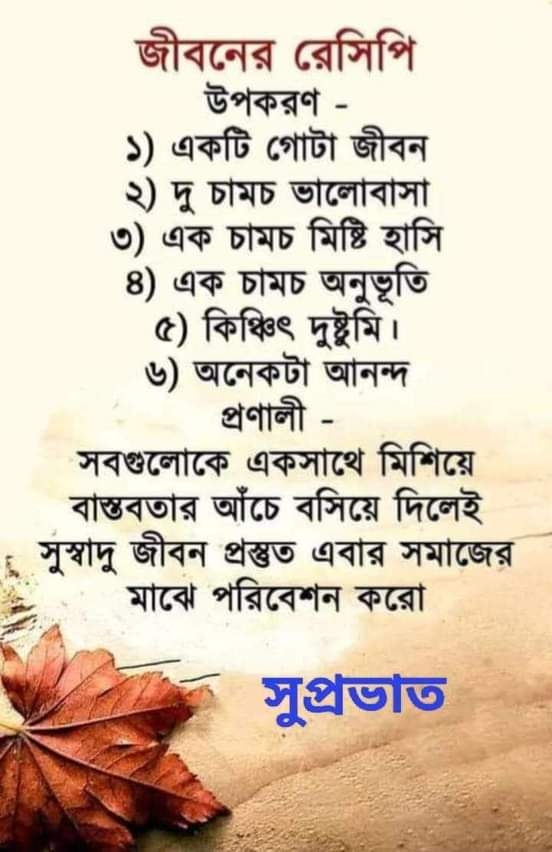 জীবনের রেসিপি
উপকরণ -
১) একটি গোটা জীবন
২) দু চামচ ভালোবাসা
৩) এক চামচ মিষ্টি হাসি
৪) এক চামচ অনুভূতি
৫) কিঞ্চিৎ দুষ্টুমি।
৬) অনেকটা আনন্দ
প্রণালী -
সবগুলোকে একসাথে মিশিয়ে
বাস্তবতার আঁচে বসিয়ে দিলেই
সুস্বাদু জীবন প্রস্তুত এবার সমাজের
মাঝে পরিবেশন করো
সুপ্রভাত